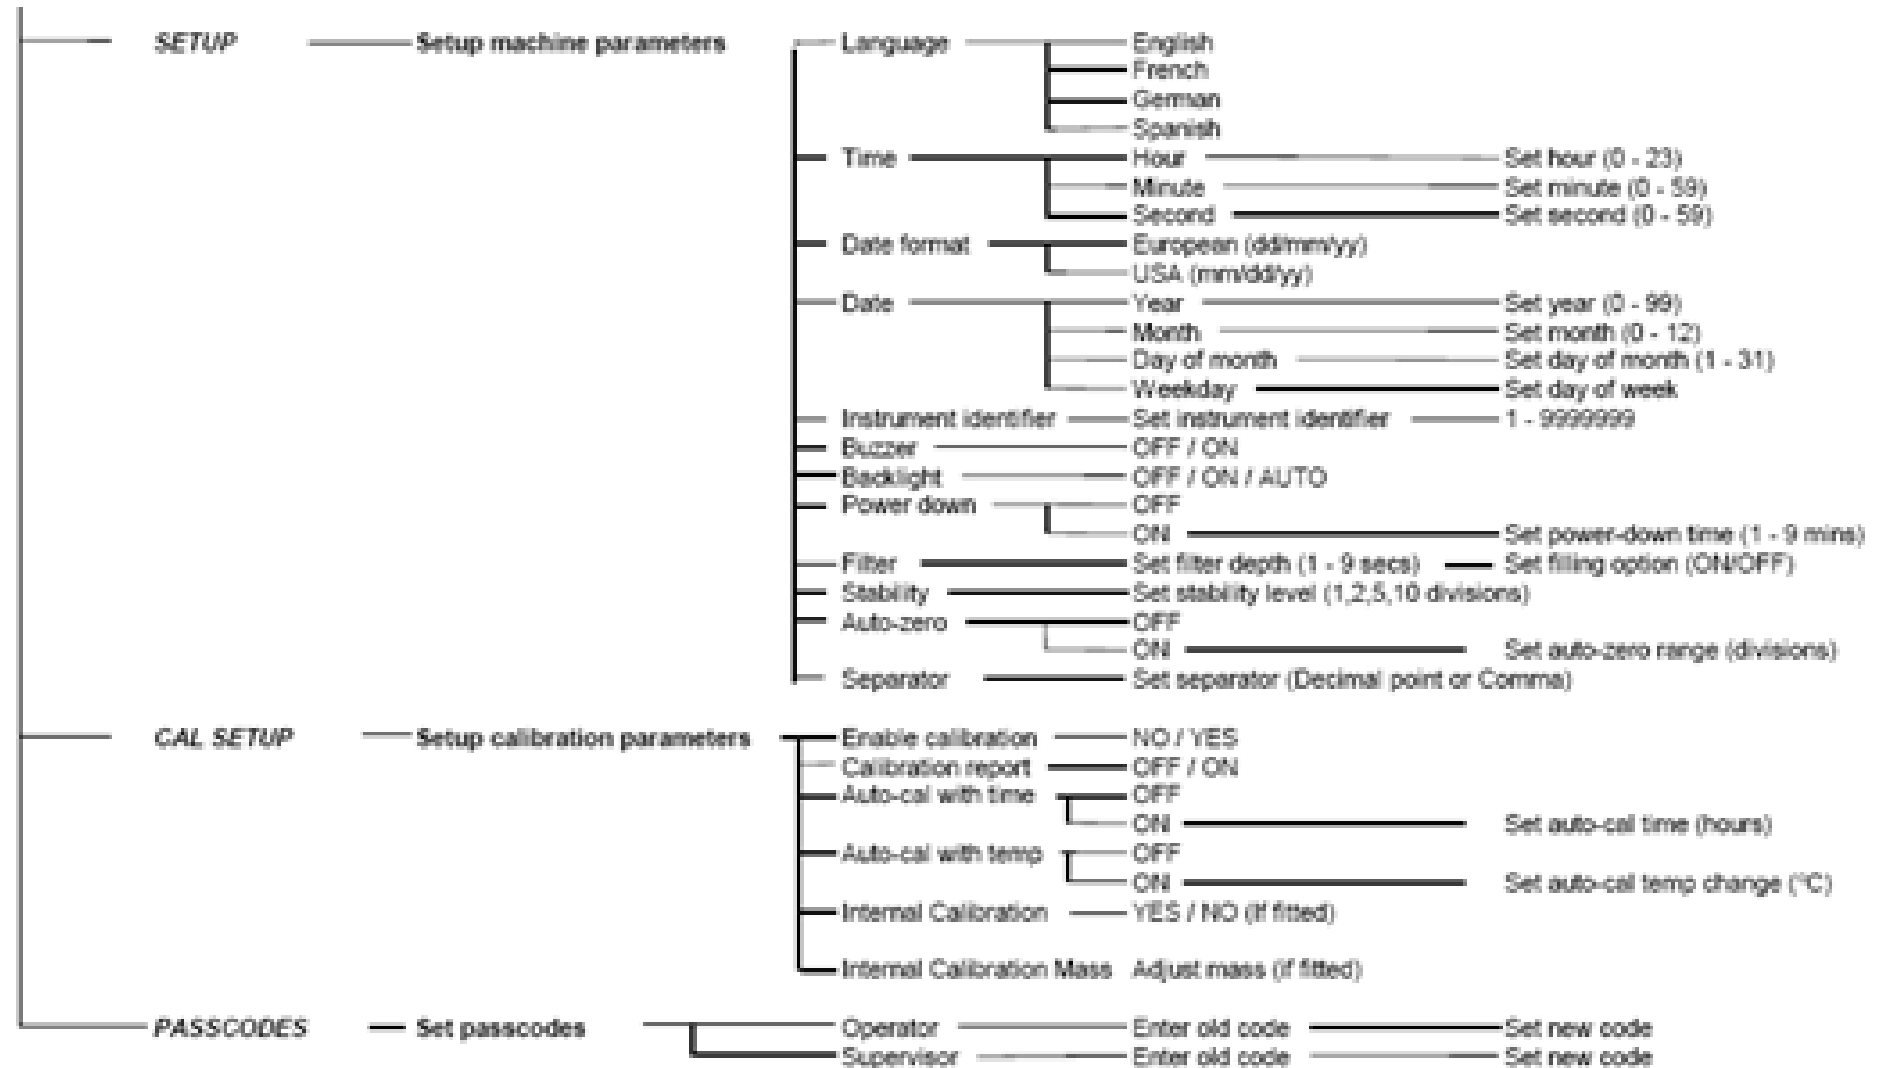 SETUP Setup machine parameters Language English
French
German
Spanish
Time Hour Set hour (0 - 23)
Minute Set minute (0 - 59)
Second Set second (0 - 59)
Date format European (dd/mm/yy)
USA (mm/dd/yy)
Date Year Set year (0 - 99)
Month Set month (0 - 12)
Day of month Set day of month (1 - 31)
Weekday Set day of week
Instrument identifier Set instrument identifier 1 - 9999999
Buzzer OFF / ON
Backlight OFF / ON / AUTO
Power down OFF
ON Set power-down time (1 - 9 mins)
Filter Set filter depth (1 - 9 secs) Set filling option (ON/OFF)
Stability Set stability level (1,2,5,10 divisions)
Auto-zero OFF
ON Set auto-zero range (divisions)
Separator Set separator (Decimal point or Comma)
CAL SETUP Setup calibration parameters Enable calibration NO / YES
Calibration report OFF / ON
Auto-cal with time OFF
ON Set auto-cal time (hours)
Auto-cal with temp OFF
ON Set auto-cal temp change (°C)
Internal Calibration YES / NO (if fitted)
Internal Calibration Mass Adjust mass (if fitted)
PASSCODES Set passcodes Operator Enter old code Set new code
Supervisor Enter old code Set new code